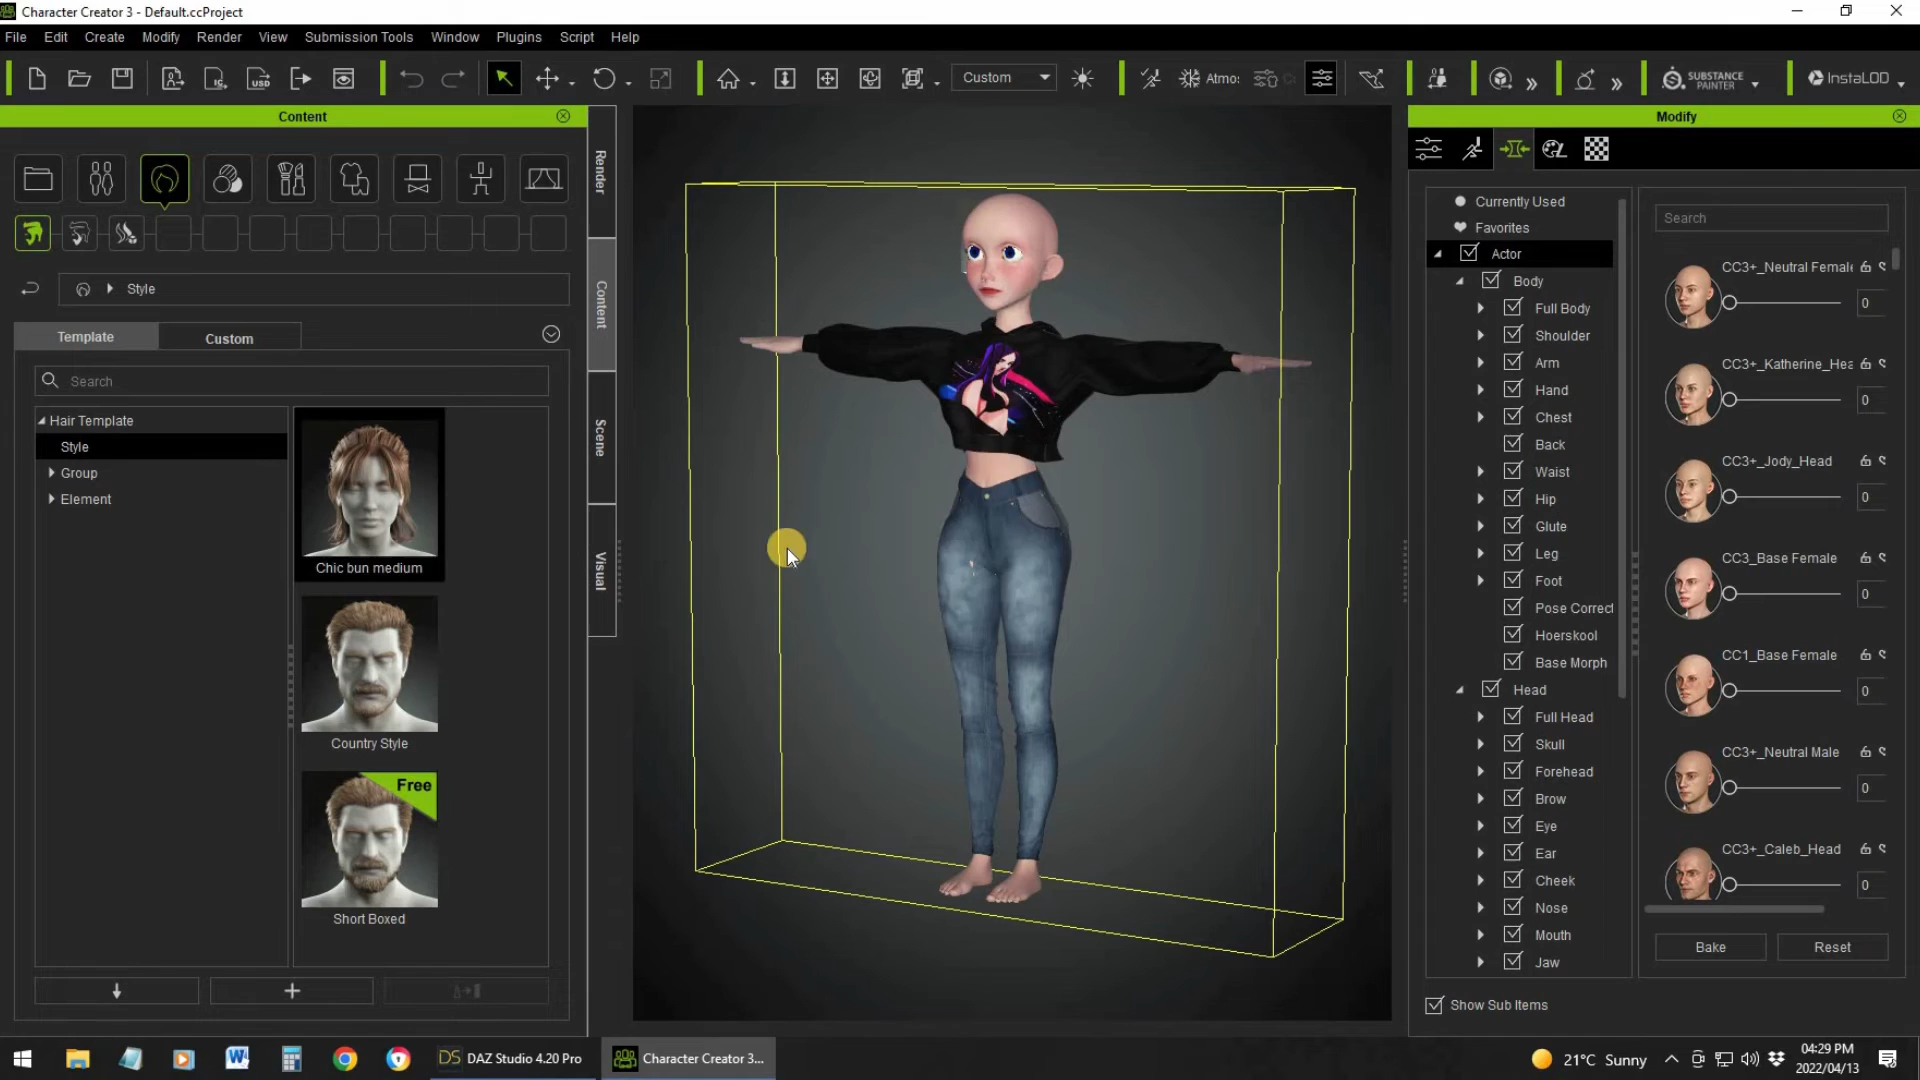 Character Creator 3 - Default.ccProject
File Edit Create Modify Render View Submission Tools Window Plugins Script Help
Custom
Atmo:
SUBSTANCE PAINTER
InstaLOD
Content
Modify
Render
Content
Scene
Visual
Style
Template
Custom
Search
Hair Template
Style
Group
Element
Chic bun medium
Country Style
Free
Short Boxed
Currently Used
Favorites
Actor
Body
Full Body
Shoulder
Arm
Hand
Chest
Back
Waist
Hip
Glute
Leg
Foot
Pose Correct
Hoerskool
Base Morph
Head
Full Head
Skull
Forehead
Brow
Eye
Ear
Cheek
Nose
Mouth
Jaw
Show Sub Items
Search
CC3+_Neutral Female
0
CC3+_Katherine_Hea
0
CC3+_Jody_Head
0
CC3_Base Female
0
CC1_Base Female
0
CC3+_Neutral Male
0
CC3+_Caleb_Head
0
Bake
Reset
DS DAZ Studio 4.20 Pro
Character Creator 3...
21°C Sunny
04:29 PM
2022/04/13